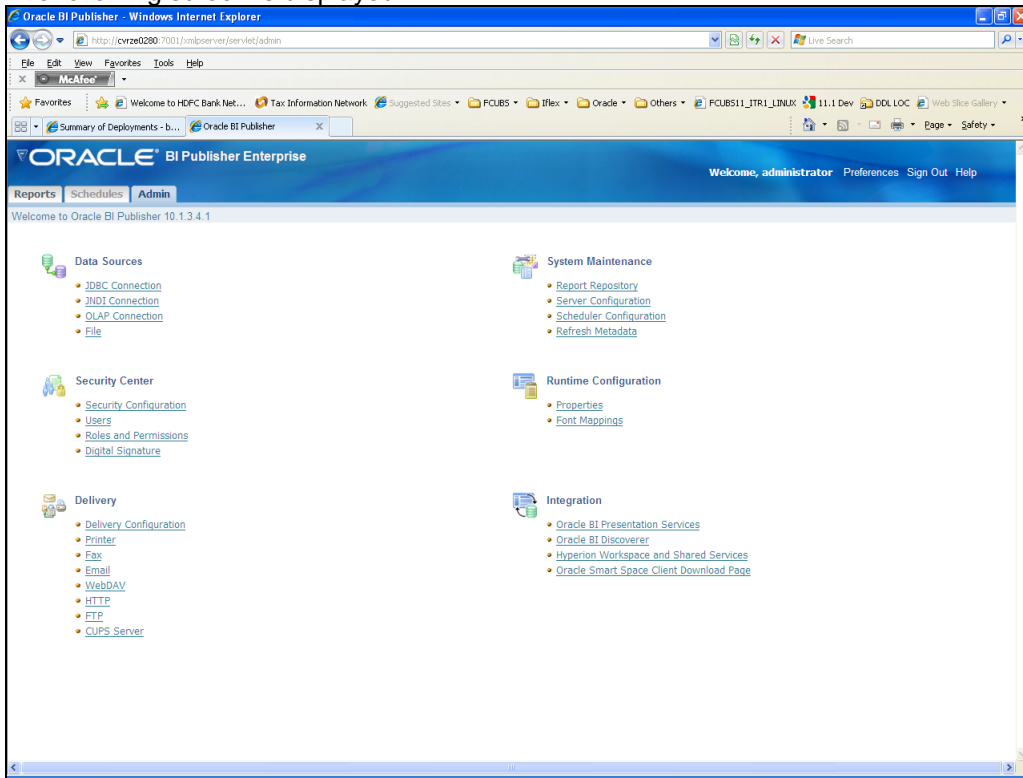 Oracle BI Publisher - Windows Internet Explorer
http://cvrze0280:7001/xmlpserver/servlet/admin
Live Search
File Edit View Favorites Tools Help
X McAfee
Favorites Welcome to HDFC Bank Net... Tax Information Network Suggested Sites FCUBS Iflex Oracle Others FCUBS11_ITR1_LINUX 11.1 Dev DDL LOC Web Slice Gallery
Summary of Deployments - b... Oracle BI Publisher X Page Safety
ORACLE BI Publisher Enterprise
Welcome, administrator Preferences Sign Out Help
Reports Schedules Admin
Welcome to Oracle BI Publisher 10.1.3.4.1
Data Sources
JDBC Connection
JNDI Connection
OLAP Connection
File
System Maintenance
Report Repository
Server Configuration
Scheduler Configuration
Refresh Metadata
Security Center
Security Configuration
Users
Roles and Permissions
Digital Signature
Runtime Configuration
Properties
Font Mappings
Delivery
Delivery Configuration
Printer
Fax
Email
WebDAV
HTTP
FTP
CUPS Server
Integration
Oracle BI Presentation Services
Oracle BI Discoverer
Hyperion Workspace and Shared Services
Oracle Smart Space Client Download Page